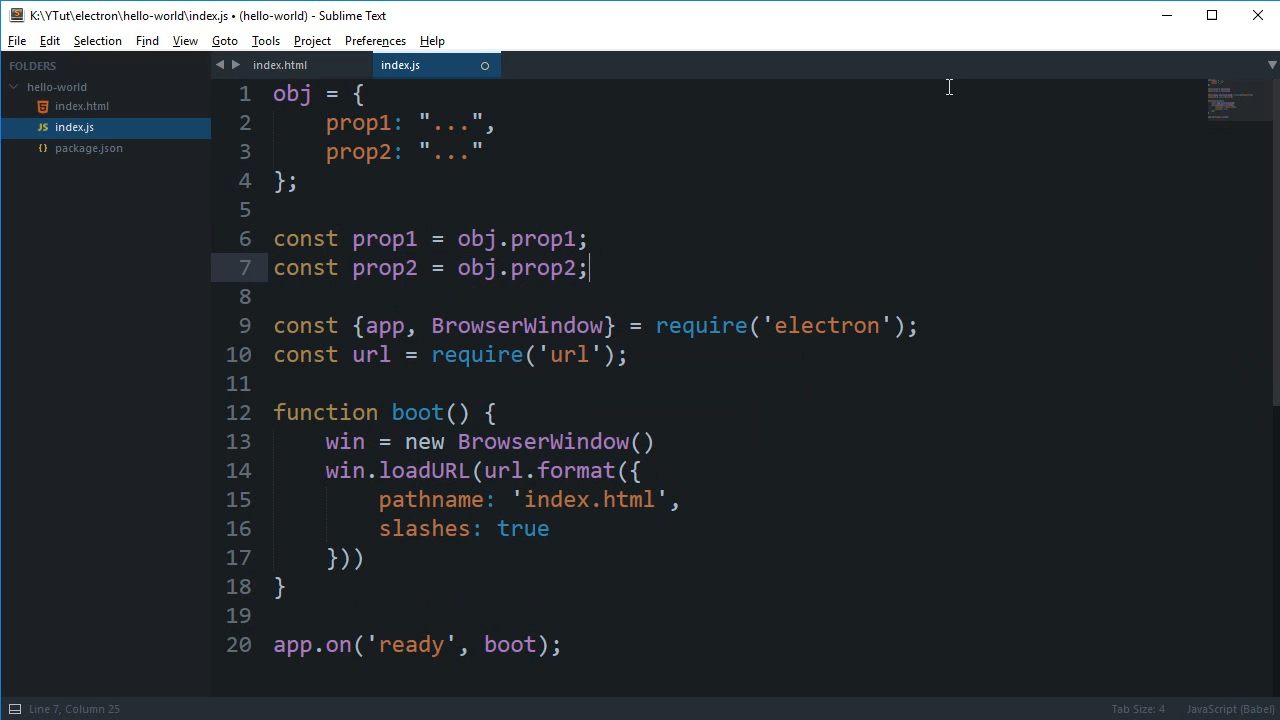 K:\YTut\electron\hello-world\index.js • (hello-world) - Sublime Text
File Edit Selection Find View Goto Tools Project Preferences Help
FOLDERS
hello-world
index.html
JS index.js
{} package.json
index.html index.js
1 obj = {
2 prop1: "...",
3 prop2: "..."
4 };
5
6 const prop1 = obj.prop1;
7 const prop2 = obj.prop2;
8
9 const {app, BrowserWindow} = require('electron');
10 const url = require('url');
11
12 function boot() {
13 win = new BrowserWindow()
14 win.loadURL(url.format({
15 pathname: 'index.html',
16 slashes: true
17 }))
18 }
19
20 app.on('ready', boot);
Line 7, Column 25 Tab Size: 4 JavaScript (Babel)